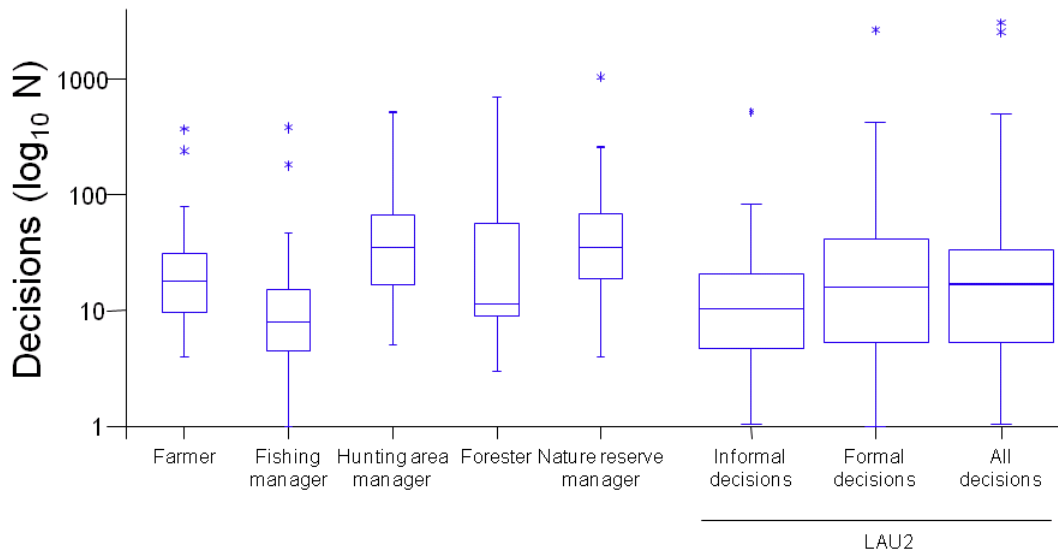 Decisions (log10 N)
1000
100
10
1
Farmer
Fishing manager
Hunting area manager
Forester
Nature reserve manager
Informal decisions
Formal decisions
All decisions
LAU2